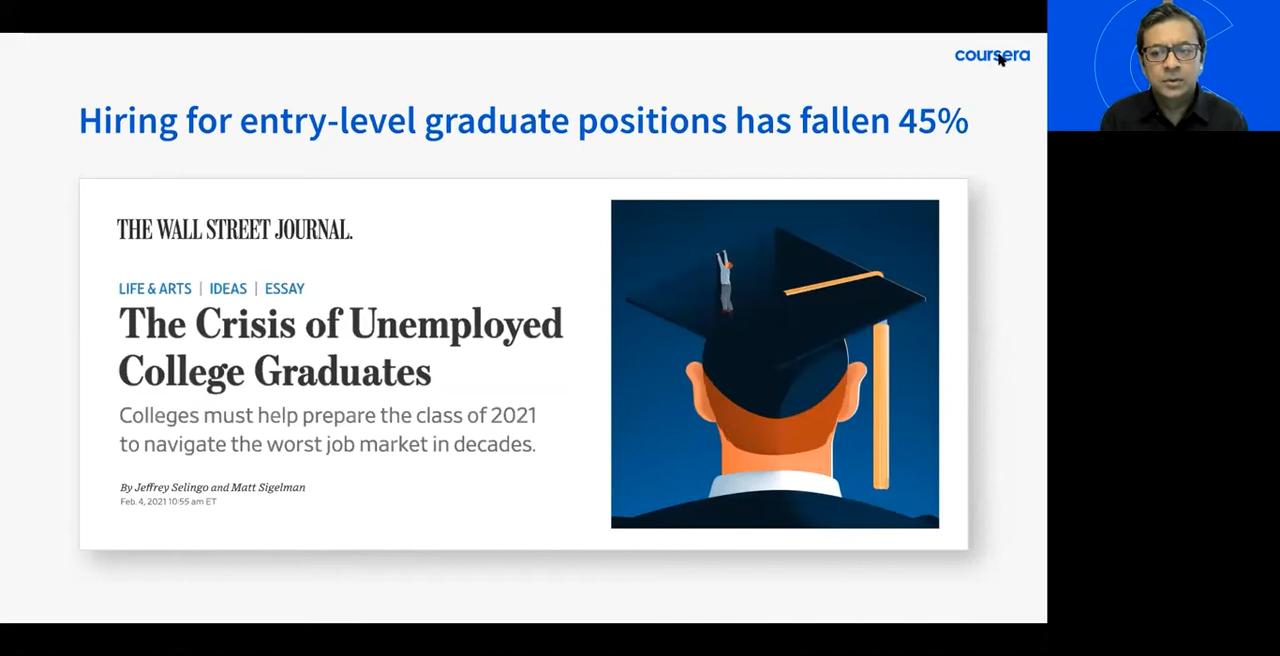 coursera
Hiring for entry-level graduate positions has fallen 45%
THE WALL STREET JOURNAL.
LIFE & ARTS | IDEAS | ESSAY
The Crisis of Unemployed
College Graduates
Colleges must help prepare the class of 2021
to navigate the worst job market in decades.
By Jeffrey Selingo and Matt Sigelman
Feb. 4, 2021 10:55 am ET